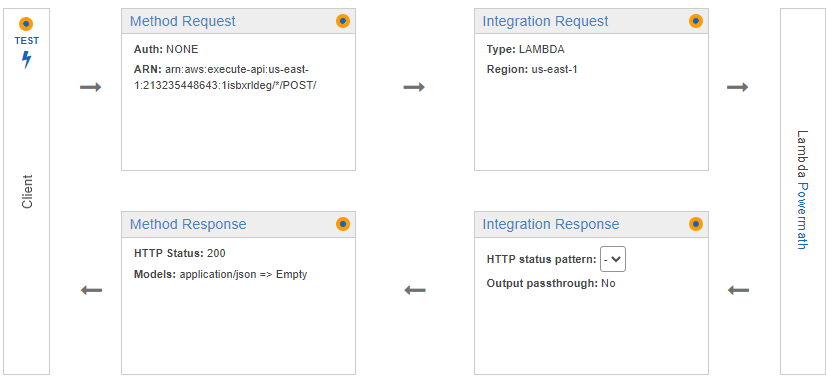 TEST
Client
Method Request
Auth: NONE
ARN: arn:aws:execute-api:us-east-
1:213235448643:1isbxrldeg/*/POST/
Integration Request
Type: LAMBDA
Region: us-east-1
Lambda Powermath
Method Response
HTTP Status: 200
Models: application/json => Empty
Integration Response
HTTP status pattern: -
Output passthrough: No